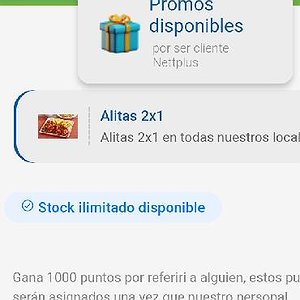 Promos
disponibles
por ser cliente
Nettplus
Alitas 2x1
Alitas 2x1 en todas nuestros local
Stock ilimitado disponible
Gana 1000 puntos por referiri a alguien, estos pu
serán asignados una vez que nuestro personal